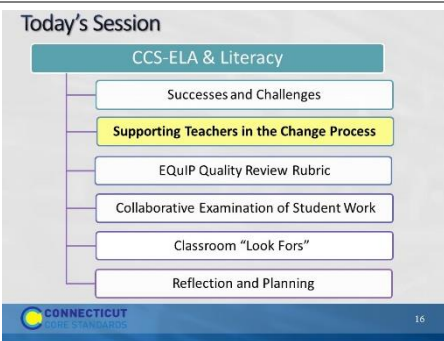 Today's Session
CCS-ELA & Literacy
Successes and Challenges
Supporting Teachers in the Change Process
EQuIP Quality Review Rubric
Collaborative Examination of Student Work
Classroom "Look Fors"
Reflection and Planning
CONNECTICUT
CORE STANDARDS
16